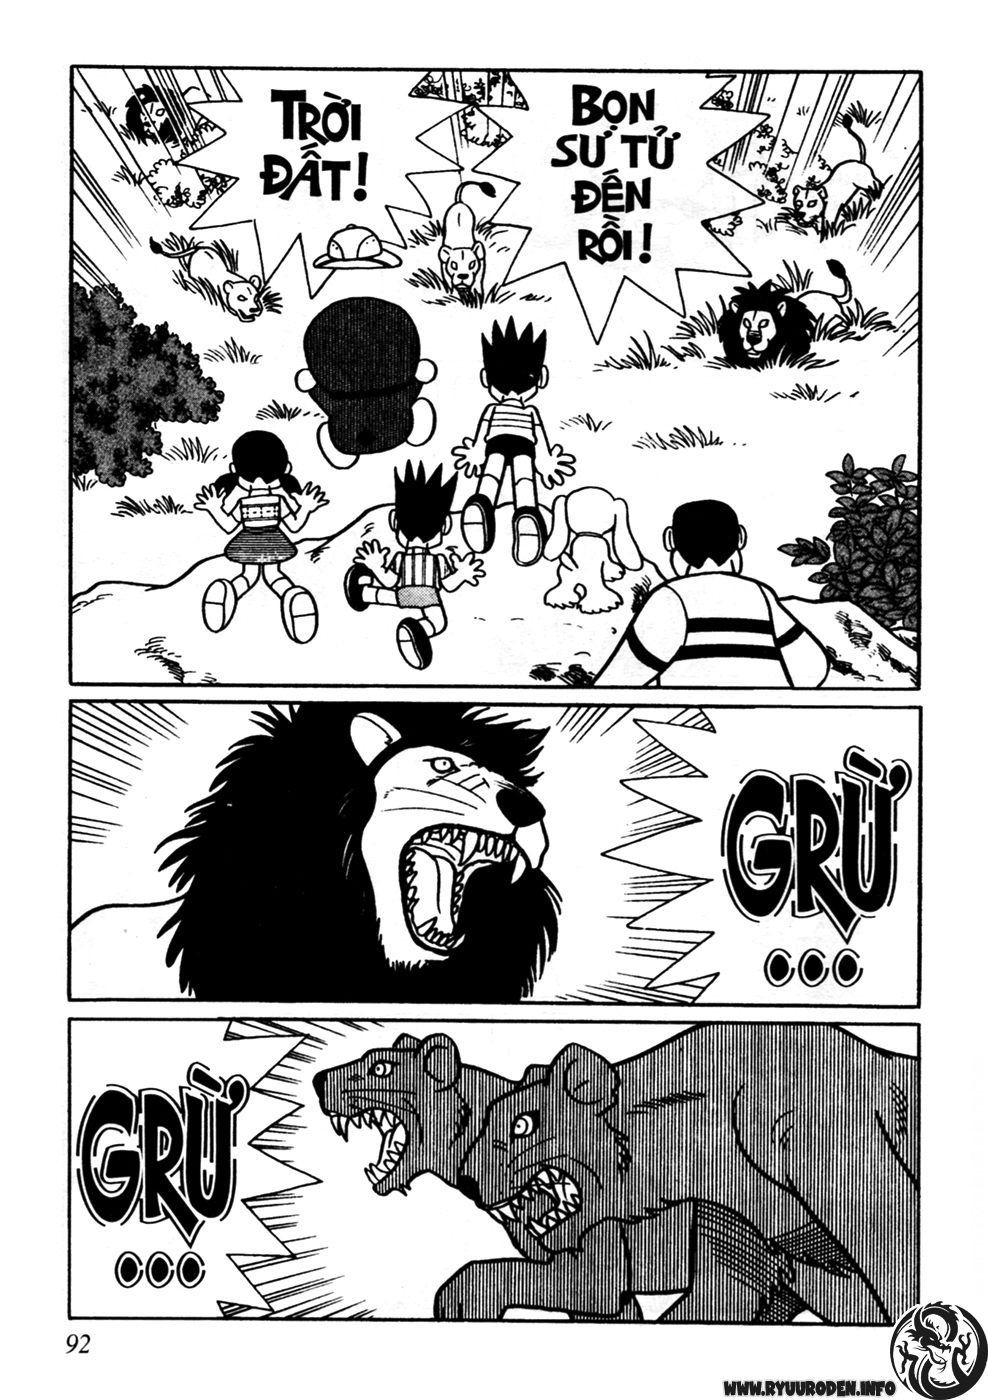 TRỜI
ĐẤT!
BỌN
SƯ TỬ
ĐẾN
RỒI!
GRỪ
...
GRỪ
...
92
WWW.RYUURODEN.INFO